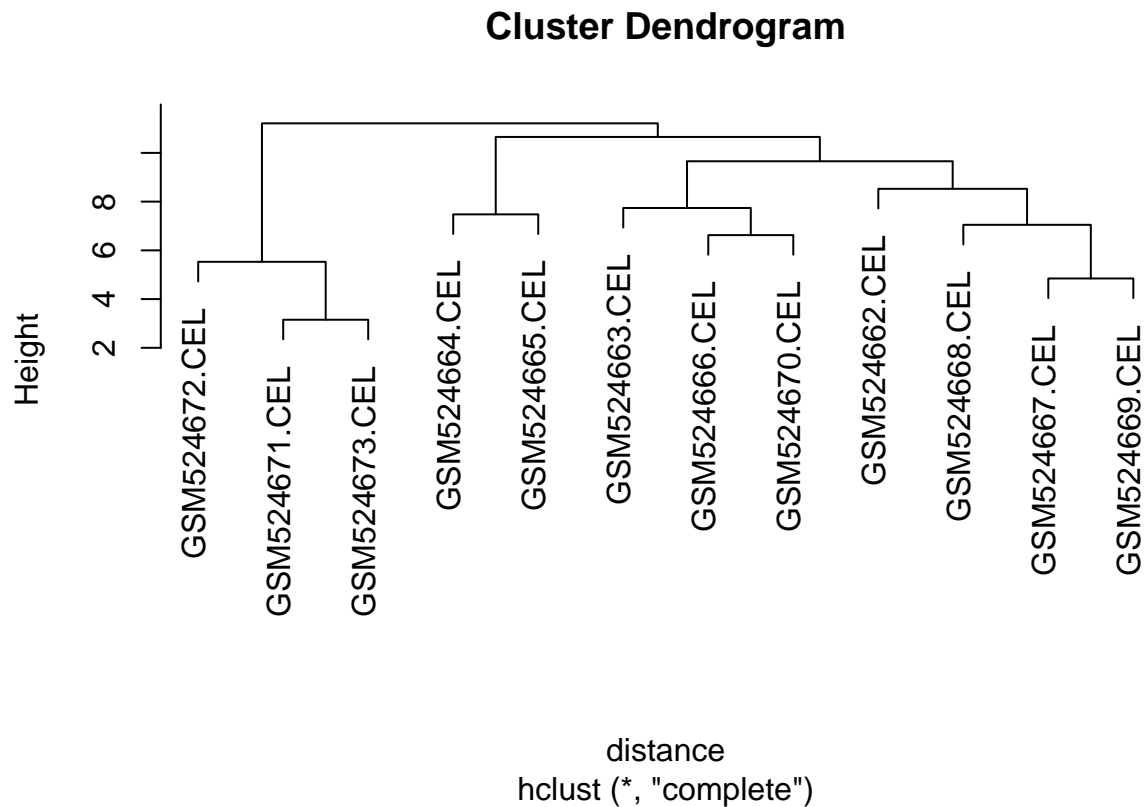 Cluster Dendrogram
Height
8
6
4
2
GSM524672.CEL
GSM524671.CEL
GSM524673.CEL
GSM524664.CEL
GSM524665.CEL
GSM524663.CEL
GSM524666.CEL
GSM524670.CEL
GSM524662.CEL
GSM524668.CEL
GSM524667.CEL
GSM524669.CEL
distance
hclust (*, "complete")